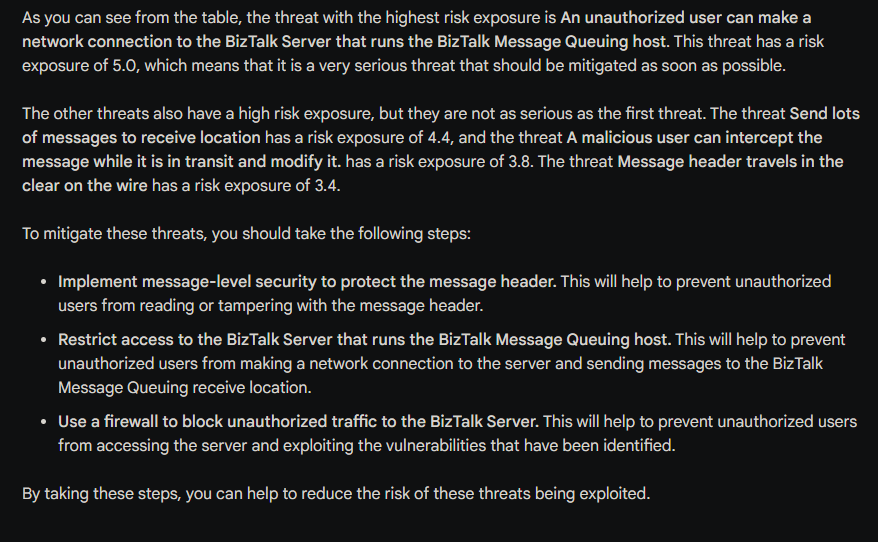 As you can see from the table, the threat with the highest risk exposure is An unauthorized user can make a
network connection to the BizTalk Server that runs the BizTalk Message Queuing host. This threat has a risk
exposure of 5.0, which means that it is a very serious threat that should be mitigated as soon as possible.
The other threats also have a high risk exposure, but they are not as serious as the first threat. The threat Send lots
of messages to receive location has a risk exposure of 4.4, and the threat A malicious user can intercept the
message while it is in transit and modify it. has a risk exposure of 3.8. The threat Message header travels in the
clear on the wire has a risk exposure of 3.4.
To mitigate these threats, you should take the following steps:
• Implement message-level security to protect the message header. This will help to prevent unauthorized
users from reading or tampering with the message header.
• Restrict access to the BizTalk Server that runs the BizTalk Message Queuing host. This will help to prevent
unauthorized users from making a network connection to the server and sending messages to the BizTalk
Message Queuing receive location.
• Use a firewall to block unauthorized traffic to the BizTalk Server. This will help to prevent unauthorized users
from accessing the server and exploiting the vulnerabilities that have been identified.
By taking these steps, you can help to reduce the risk of these threats being exploited.